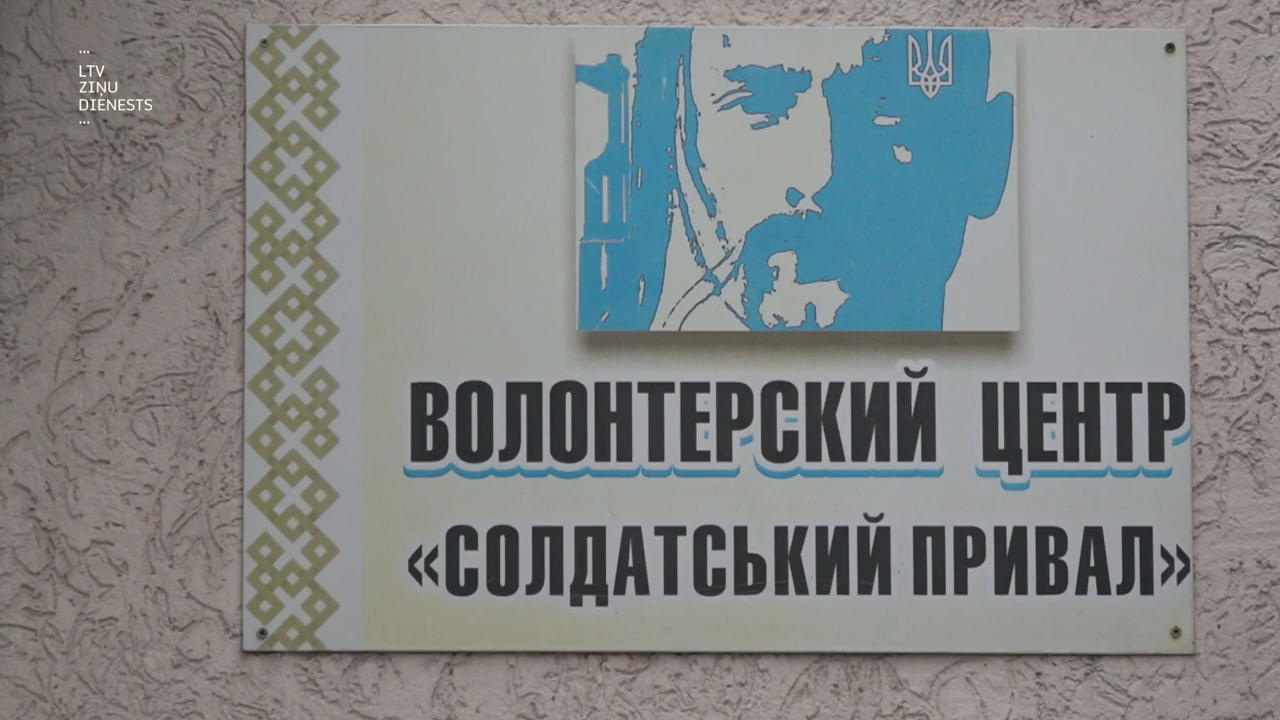 LTV
ZIŅU
DIENESTS
ВОЛОНТЕРСКИЙ ЦЕНТР
«СОЛДАТСЬКИЙ ПРИВАЛ»